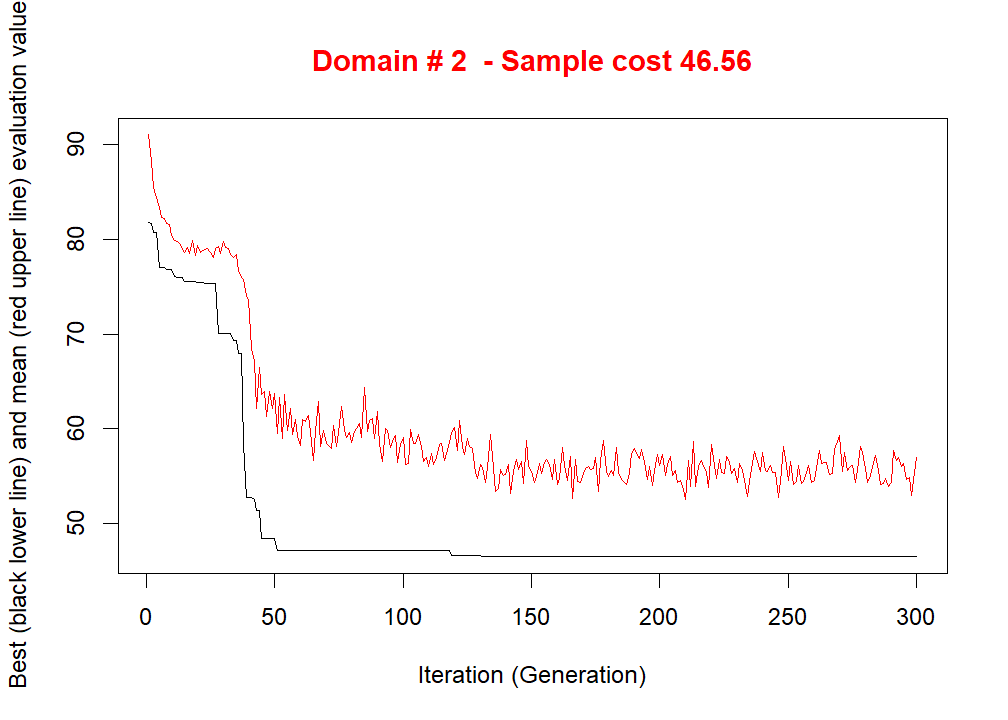 Domain # 2  - Sample cost 46.56
Best (black lower line) and mean (red upper line) evaluation value
90
80
70
60
50
0 50 100 150 200 250 300
Iteration (Generation)